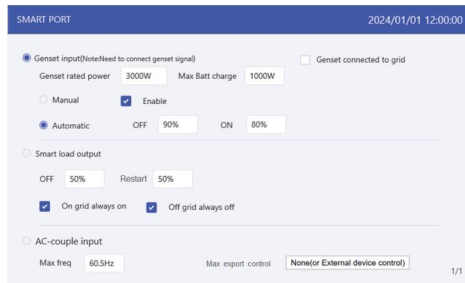 SMART PORT 2024/01/01 12:00:00
Genset input(Note:Need to connect genset signal) Genset connected to grid
Genset rated power 3000W Max Batt charge 1000W
Manual Enable
Automatic OFF 90% ON 80%
Smart load output
OFF 50% Restart 50%
On grid always on Off grid always off
AC-couple input
Max freq 60.5Hz Max export control None(or External device control)
1/1